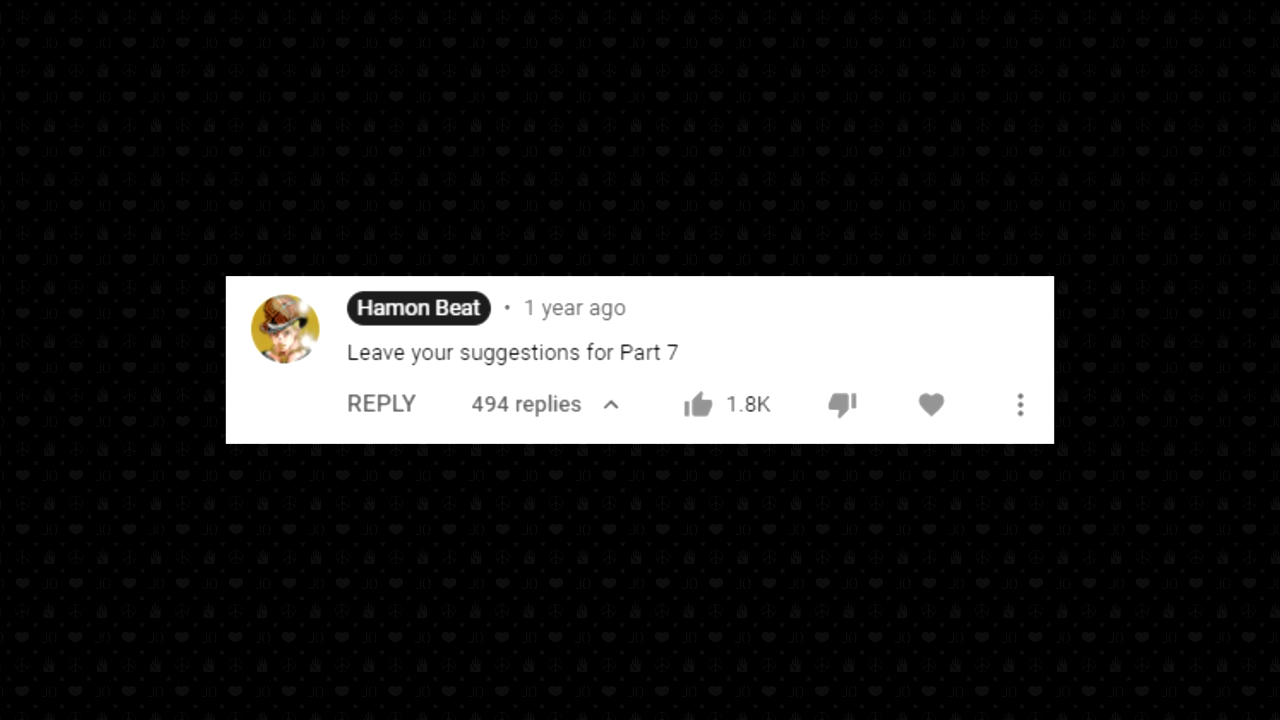 Hamon Beat • 1 year ago
Leave your suggestions for Part 7
REPLY 494 replies 1.8K